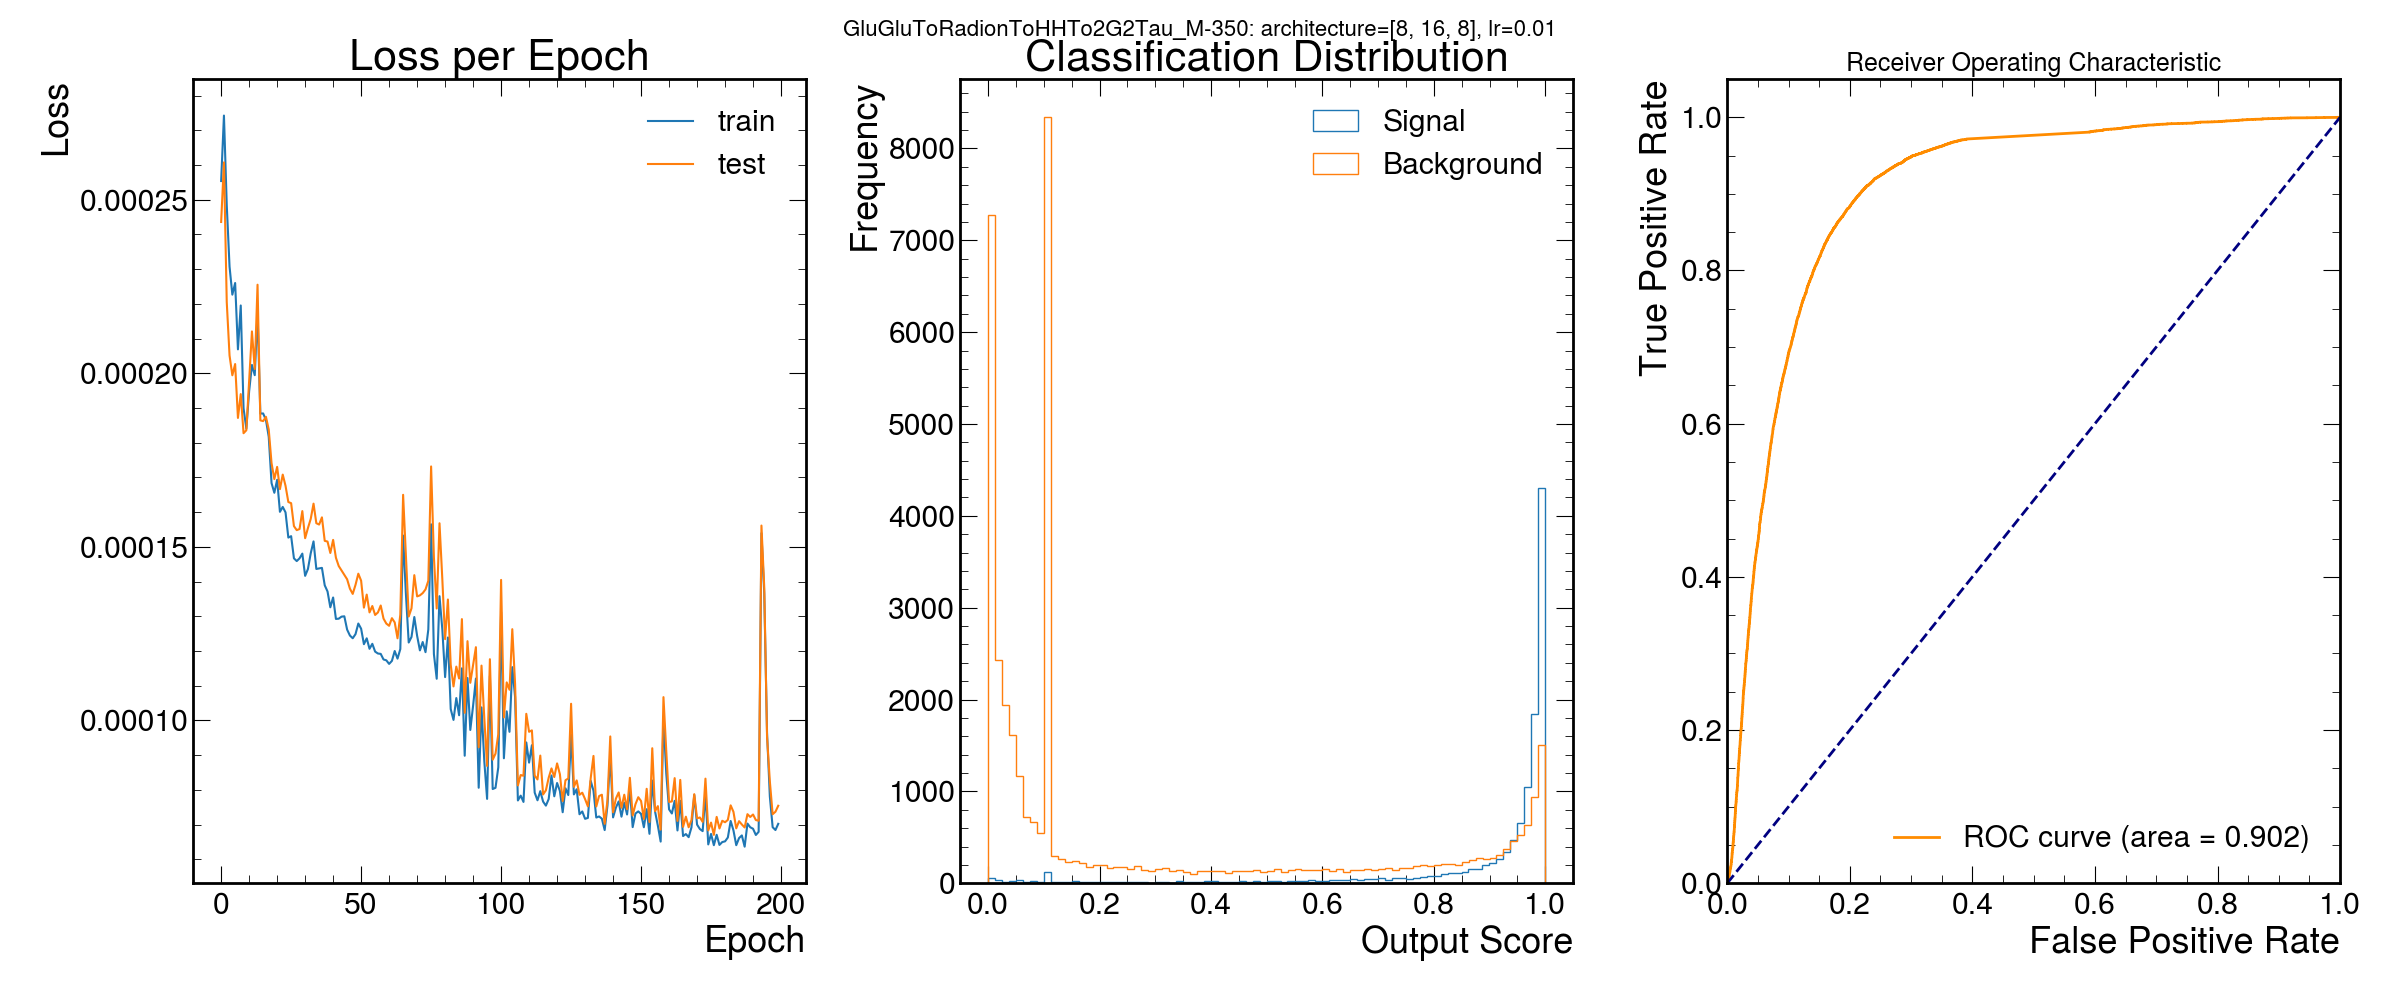 GluGluToRadionToHHTo2G2Tau_M-350: architecture=[8, 16, 8], lr=0.01
Loss per Epoch
Loss
train
test
0.00025
0.00020
0.00015
0.00010
0 50 100 150 200
Epoch
Classification Distribution
Frequency
Signal
Background
8000
7000
6000
5000
4000
3000
2000
1000
0
0.0 0.2 0.4 0.6 0.8 1.0
Output Score
Receiver Operating Characteristic
True Positive Rate
1.0
0.8
0.6
0.4
0.2
0.0
ROC curve (area = 0.902)
0.0 0.2 0.4 0.6 0.8 1.0
False Positive Rate